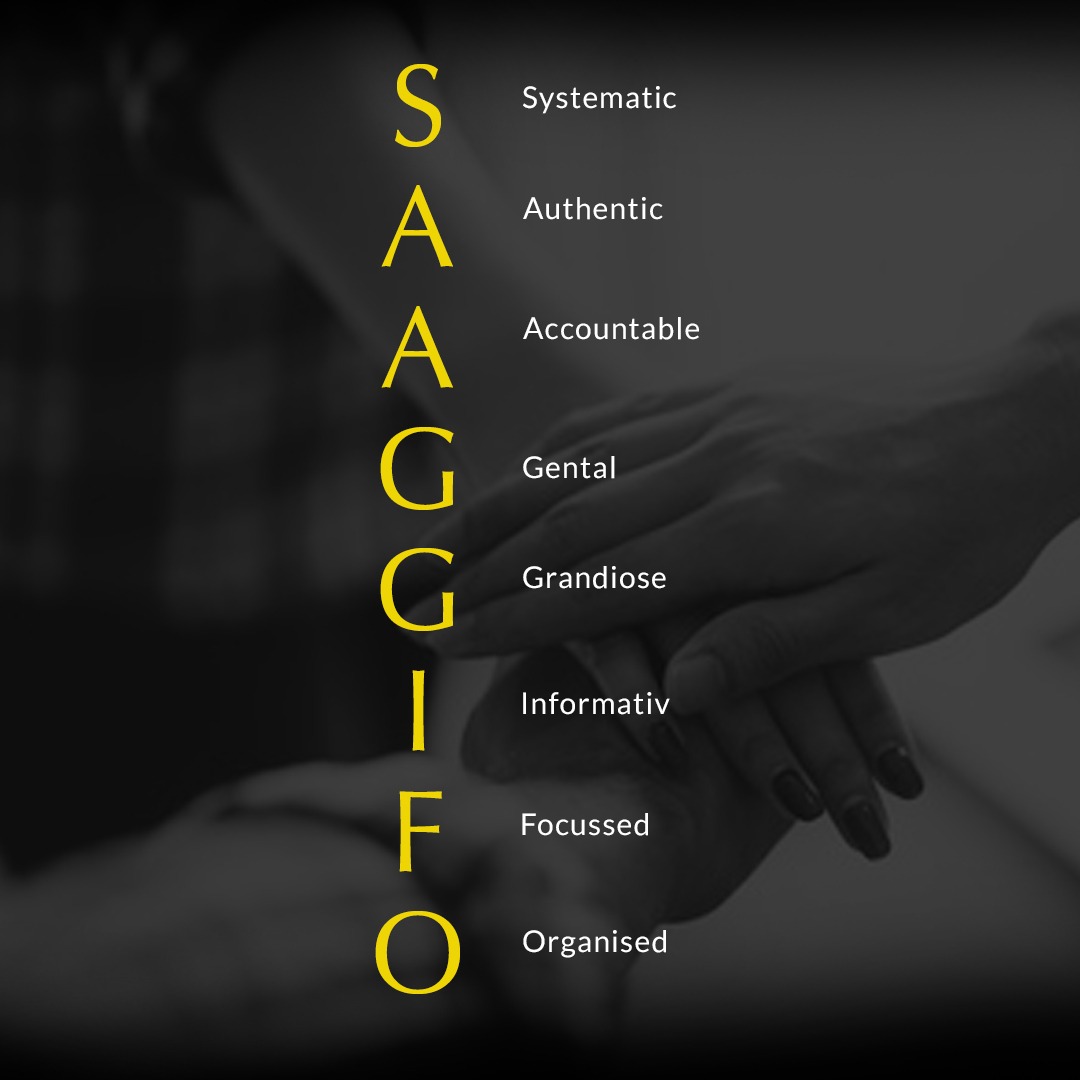 S Systematic
A Authentic
A Accountable
G Gental
G Grandiose
I Informativ
F Focussed
O Organised